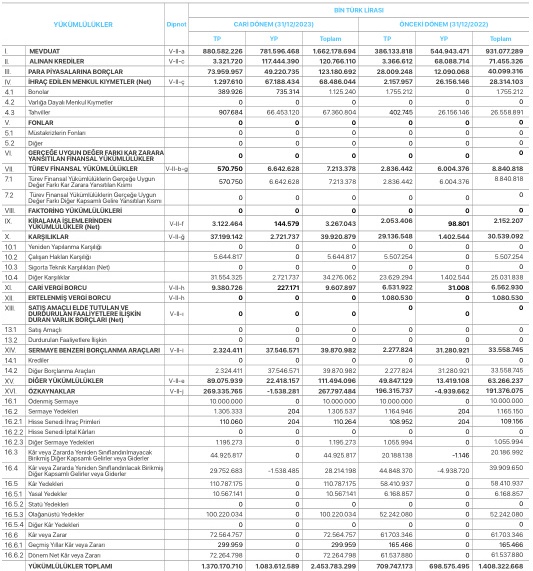 BİN TÜRK LİRASI
YÜKÜMLÜLÜKLER Dipnot CARİ DÖNEM (31/12/2023) ÖNCEKİ DÖNEM (31/12/2022)
TP YP Toplam TP YP Toplam
I. MEVDUAT V-II-a 880.582.226 781.596.468 1.662.178.694 386.133.818 544.943.471 931.077.289
II. ALINAN KREDİLER V-II-c 3.321.720 117.444.390 120.766.110 3.366.612 68.088.714 71.455.326
III. PARA PİYASALARINA BORÇLAR 73.959.957 49.220.735 123.180.692 28.009.248 12.090.068 40.099.316
IV. İHRAÇ EDİLEN MENKUL KIYMETLER (Net) V-II-ç 1.297.610 67.188.434 68.486.044 2.157.957 26.156.146 28.314.103
4.1 Bonolar 389.926 735.314 1.125.240 1.755.212 0 1.755.212
4.2 Varlığa Dayalı Menkul Kıymetler 0 0 0 0 0 0
4.3 Tahviller 907.684 66.453.120 67.360.804 402.745 26.156.146 26.558.891
V. FONLAR 0 0 0 0 0 0
5.1 Müstakrizlerin Fonları 0 0 0 0 0 0
5.2 Diğer 0 0 0 0 0 0
VI. GERÇEĞE UYGUN DEĞER FARKI KAR ZARARA
YANSITILAN FİNANSAL YÜKÜMLÜLÜKLER 0 0 0 0 0 0
VII. TÜREV FİNANSAL YÜKÜMLÜLÜKLER V-II-b-g 570.750 6.642.628 7.213.378 2.836.442 6.004.376 8.840.818
7.1 Türev Finansal Yükümlülüklerin Gerçeğe Uygun
Değer Farkı Kar Zarara Yansıtılan Kısmı 570.750 6.642.628 7.213.378 2.836.442 6.004.376 8.840.818
7.2 Türev Finansal Yükümlülüklerin Gerçeğe Uygun
Değer Farkı Diğer Kapsamlı Gelire Yansıtılan Kısmı 0 0 0 0 0 0
VIII. FAKTORİNG YÜKÜMLÜLÜKLERİ 0 0 0 0 0 0
IX. KİRALAMA İŞLEMLERİNDEN
YÜKÜMLÜLÜKLER (Net) V-II-f 3.122.464 144.579 3.267.043 2.053.406 98.801 2.152.207
X. KARŞILIKLAR V-II-ğ 37.199.142 2.721.737 39.920.879 29.136.548 1.402.544 30.539.092
10.1 Yeniden Yapılanma Karşılığı 0 0 0 0 0 0
10.2 Çalışan Hakları Karşılığı 5.644.817 0 5.644.817 5.507.254 0 5.507.254
10.3 Sigorta Teknik Karşılıkları (Net) 0 0 0 0 0 0
10.4 Diğer Karşılıklar 31.554.325 2.721.737 34.276.062 23.629.294 1.402.544 25.031.838
XI. CARİ VERGİ BORCU V-II-h 9.380.726 227.171 9.607.897 6.531.922 31.008 6.562.930
XII. ERTELENMİŞ VERGİ BORCU V-II-h 0 0 0 1.080.530 0 1.080.530
XIII. SATIŞ AMAÇLI ELDE TUTULAN VE
DURDURULAN FAALİYETLERE İLİŞKİN
DURAN VARLIK BORÇLARI (Net) V-II-ı 0 0 0 0 0 0
13.1 Satış Amaçlı 0 0 0 0 0 0
13.2 Durdurulan Faaliyetlere İlişkin 0 0 0 0 0 0
XIV. SERMAYE BENZERİ BORÇLANMA ARAÇLARI V-II-i 2.324.411 37.546.571 39.870.982 2.277.824 31.280.921 33.558.745
14.1 Krediler 0 0 0 0 0 0
14.2 Diğer Borçlanma Araçları 2.324.411 37.546.571 39.870.982 2.277.824 31.280.921 33.558.745
XV. DİĞER YÜKÜMLÜLÜKLER V-II-e 89.075.939 22.418.157 111.494.096 49.847.129 13.419.108 63.266.237
XVI. ÖZKAYNAKLAR V-II-j 269.335.765 -1.538.281 267.797.484 196.315.737 -4.939.662 191.376.075
16.1 Ödenmiş Sermaye 10.000.000 0 10.000.000 10.000.000 0 10.000.000
16.2 Sermaye Yedekleri 1.305.333 204 1.305.537 1.164.946 204 1.165.150
16.2.1 Hisse Senedi İhraç Primleri 110.060 204 110.264 108.952 204 109.156
16.2.2 Hisse Senedi İptal Kârları 0 0 0 0 0 0
16.2.3 Diğer Sermaye Yedekleri 1.195.273 0 1.195.273 1.055.994 0 1.055.994
16.3 Kâr veya Zararda Yeniden Sınıflandırılmayacak
Birikmiş Diğer Kapsamlı Gelirler veya Giderler 44.925.817 0 44.925.817 20.188.138 -1.146 20.186.992
16.4 Kâr veya Zararda Yeniden Sınıflandırılacak Birikmiş
Diğer Kapsamlı Gelirler veya Giderler 29.752.683 -1.538.485 28.214.198 44.848.370 -4.938.720 39.909.650
16.5 Kâr Yedekleri 110.787.175 0 110.787.175 58.410.937 0 58.410.937
16.5.1 Yasal Yedekler 10.567.141 0 10.567.141 6.168.857 0 6.168.857
16.5.2 Statü Yedekleri 0 0 0 0 0 0
16.5.3 Olağanüstü Yedekler 100.220.034 0 100.220.034 52.242.080 0 52.242.080
16.5.4 Diğer Kâr Yedekleri 0 0 0 0 0 0
16.6 Kâr veya Zarar 72.564.757 0 72.564.757 61.703.346 0 61.703.346
16.6.1 Geçmiş Yıllar Kâr veya Zararı 299.959 0 299.959 165.466 0 165.466
16.6.2 Dönem Net Kâr veya Zararı 72.264.798 0 72.264.798 61.537.880 0 61.537.880
YÜKÜMLÜLÜKLER TOPLAMI 1.370.170.710 1.083.612.589 2.453.783.299 709.747.173 698.575.495 1.408.322.668